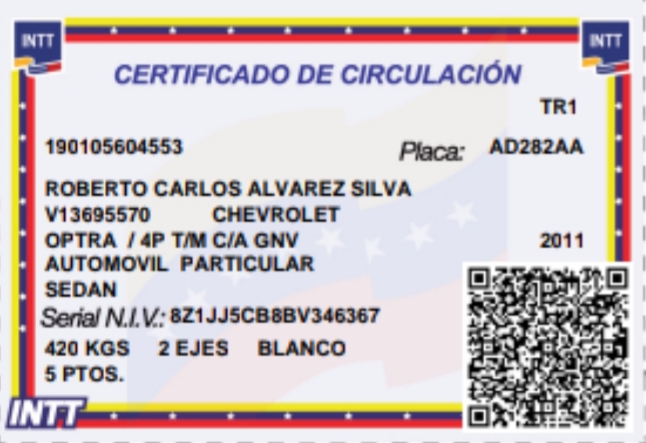 INTT INTT
CERTIFICADO DE CIRCULACIÓN
TR1
190105604553 Placa: AD282AA
ROBERTO CARLOS ALVAREZ SILVA
V13695570 CHEVROLET
OPTRA / 4P T/M C/A GNV 2011
AUTOMOVIL PARTICULAR
SEDAN
Serial N.I.V.: 8Z1JJ5CB8BV346367
420 KGS 2 EJES BLANCO
5 PTOS.
INTT